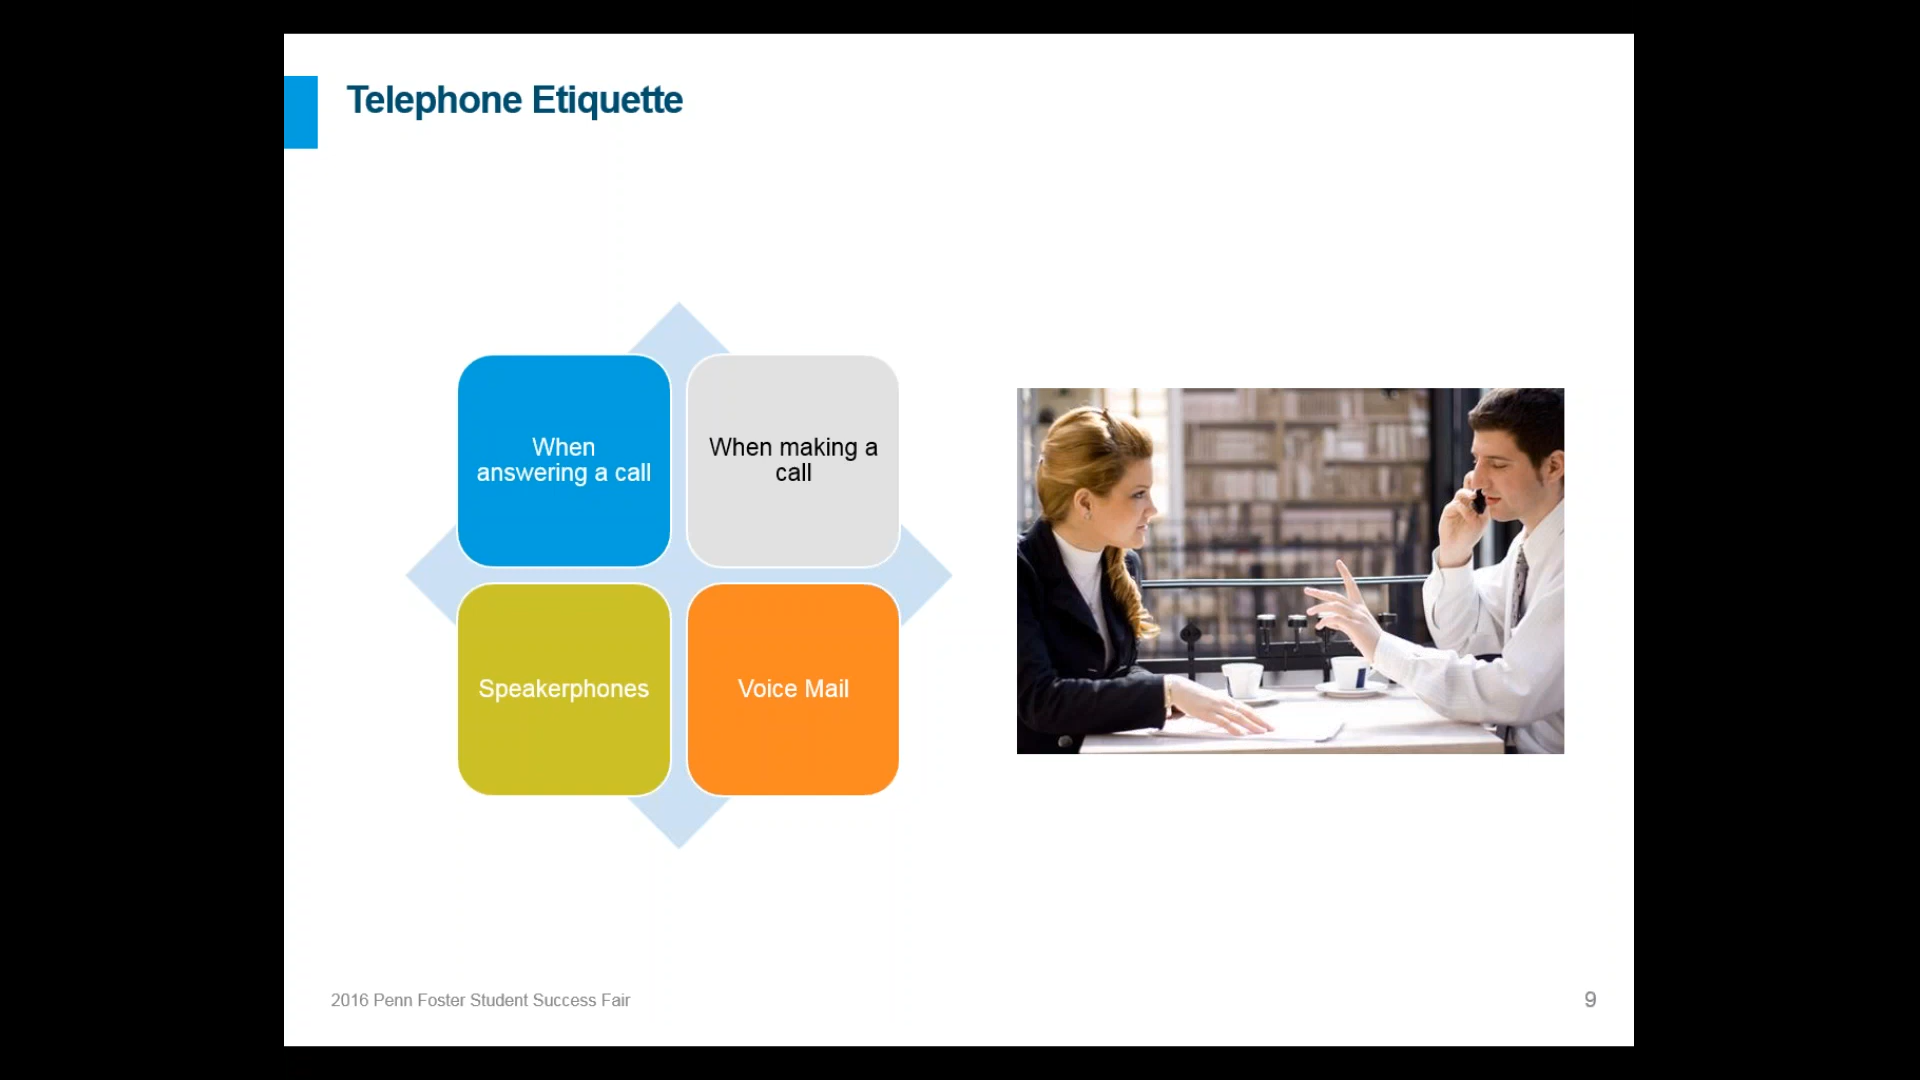 Telephone Etiquette
When
answering a call
When making a
call
Speakerphones
Voice Mail
2016 Penn Foster Student Success Fair
9